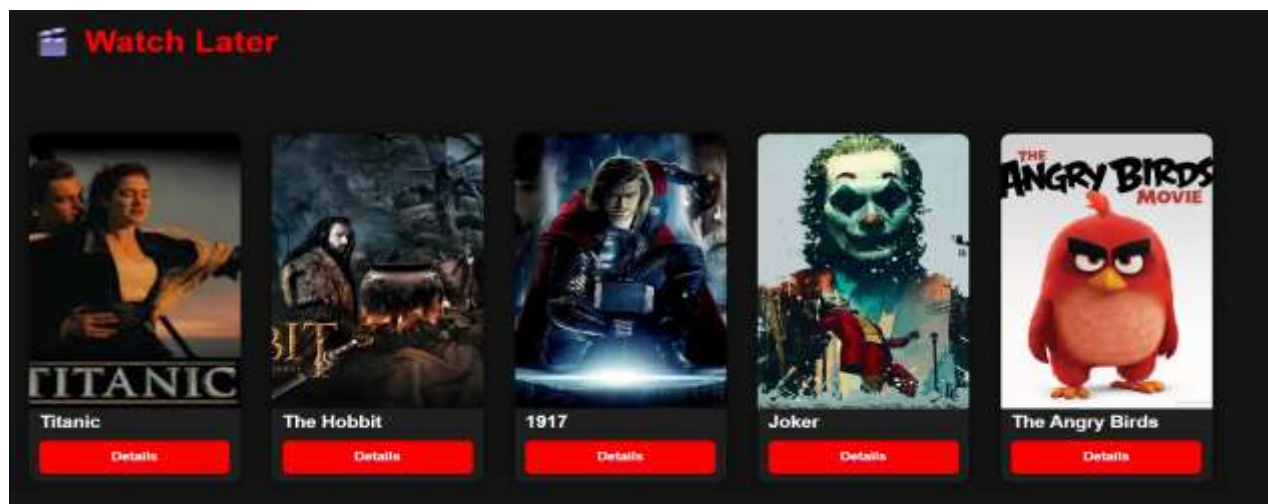 Watch Later
THE
ANGRY BIRDS
MOVIE
TITANIC
Titanic
The Hobbit
1917
Joker
The Angry Birds
Details
Details
Details
Details
Details